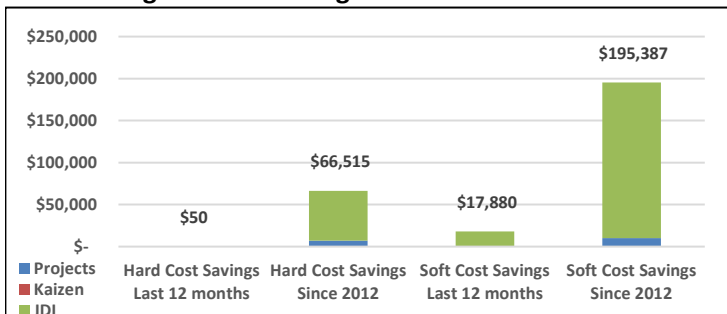 $250,000
$200,000
$150,000
$100,000
$50,000
$-
$50
$66,515
$17,880
$195,387
Projects
Kaizen
JDI
Hard Cost Savings
Last 12 months
Hard Cost Savings
Since 2012
Soft Cost Savings
Last 12 months
Soft Cost Savings
Since 2012